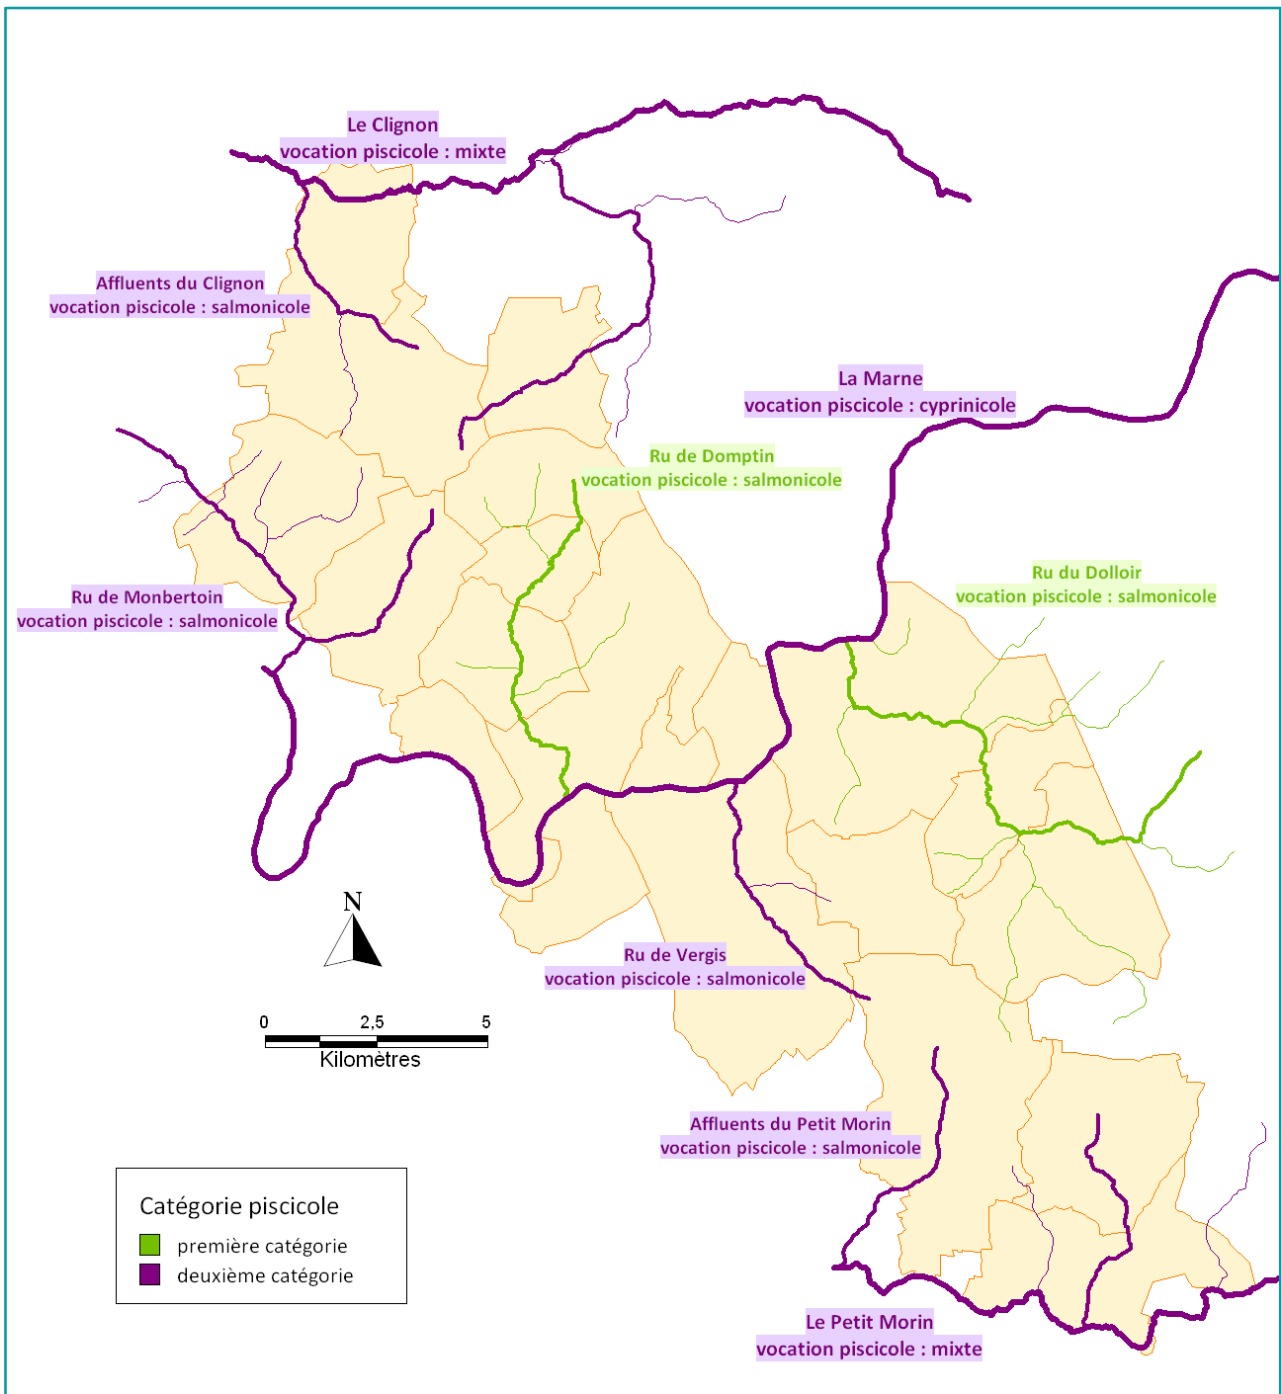 Le Clignon
vocation piscicole : mixte
Affluents du Clignon
vocation piscicole : salmonicole
La Marne
vocation piscicole : cyprinicole
Ru de Domptin
vocation piscicole : salmonicole
Ru du Dolloir
vocation piscicole : salmonicole
Ru de Monbertoin
vocation piscicole : salmonicole
N
Ru de Vergis
vocation piscicole : salmonicole
0 2,5 5
Kilomètres
Affluents du Petit Morin
vocation piscicole : salmonicole
Catégorie piscicole
première catégorie
deuxième catégorie
Le Petit Morin
vocation piscicole : mixte